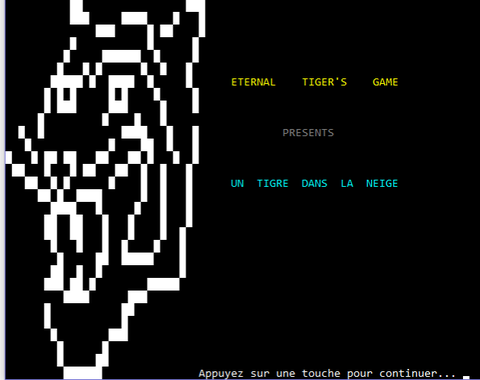 ETERNAL TIGER'S GAME
PRESENTS
UN TIGRE DANS LA NEIGE
Appuyez sur une touche pour continuer...